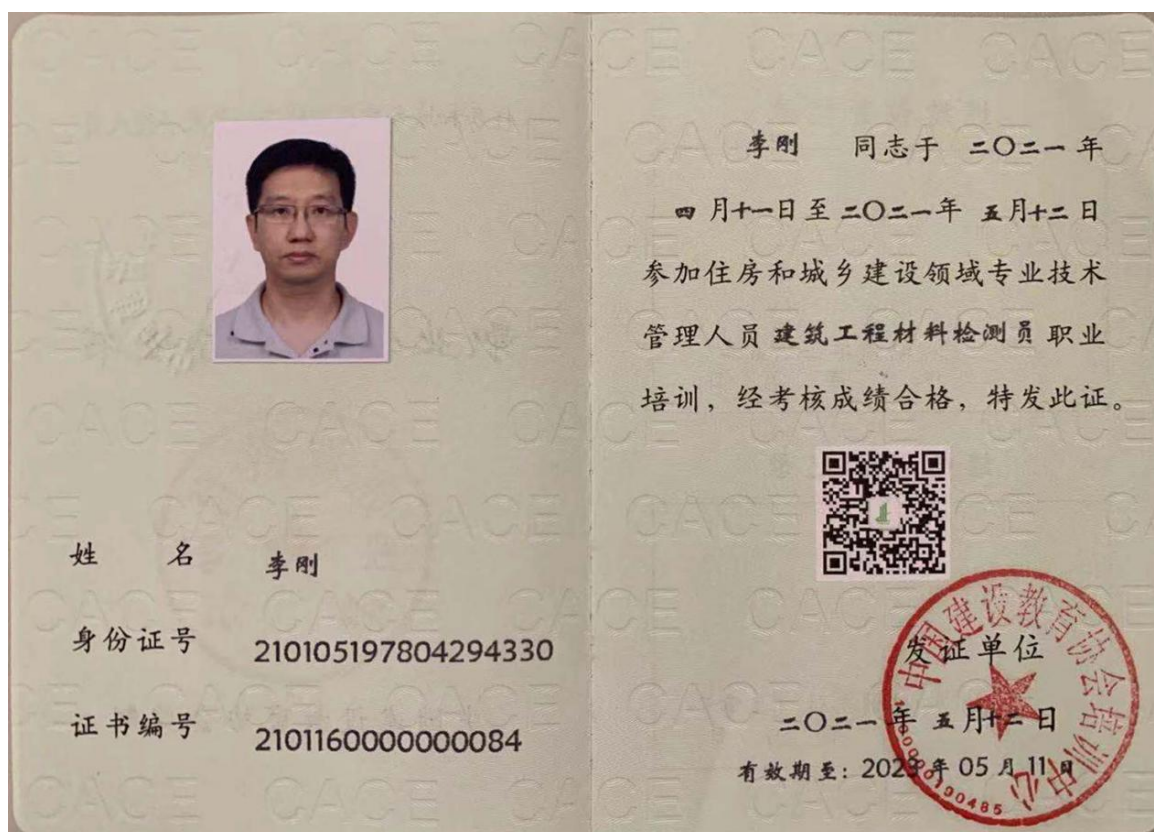 姓 名 李刚
身份证号 210105197804294330
证书编号 2101160000000084
李刚 同志于 二〇二一 年
四 月十一日至二〇二一年 五月十二日
参加住房和城乡建设领域专业技术
管理人员建筑工程材料检测员职业
培训，经考核成绩合格，特发此证。
发证单位
二〇二一 年 五 月十二日
有效期至：2023年 05 月 11日
中国建设教育协会培训中心
CACE